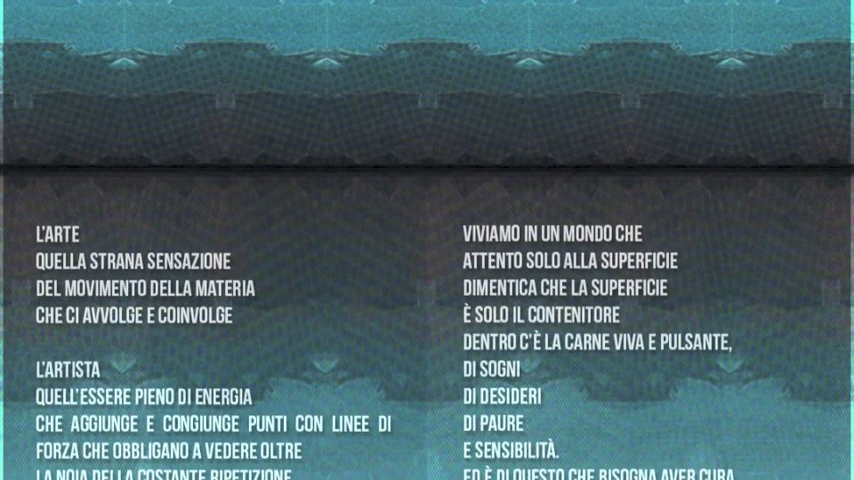 L'ARTE
QUELLA STRANA SENSAZIONE
DEL MOVIMENTO DELLA MATERIA
CHE CI AVVOLGE E COINVOLGE
L'ARTISTA
QUELL'ESSERE PIENO DI ENERGIA
CHE AGGIUNGE E CONGIUNGE PUNTI CON LINEE DI
FORZA CHE OBBLIGANO A VEDERE OLTRE
LA NOIA DELLA COSTANTE RIPETIZIONE
VIVIAMO IN UN MONDO CHE
ATTENTO SOLO ALLA SUPERFICIE
DIMENTICA CHE LA SUPERFICIE
È SOLO IL CONTENITORE
DENTRO C'È LA CARNE VIVA E PULSANTE,
DI SOGNI
DI DESIDERI
DI PAURE
E SENSIBILITÀ.
ED È DI QUESTO CHE BISOGNA AVER CURA